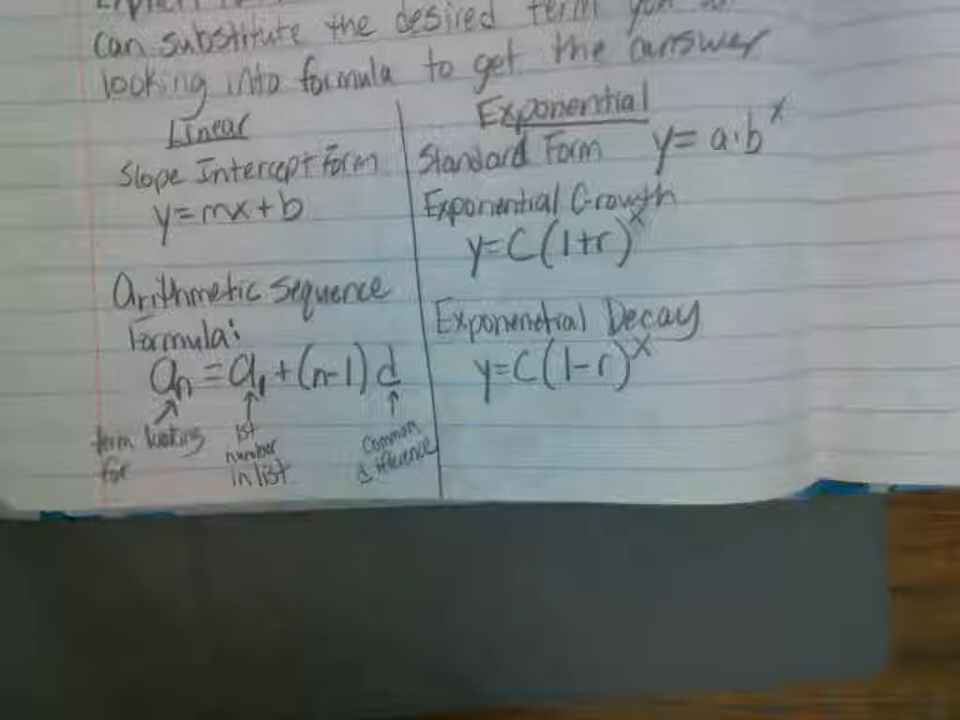 can substitute the desired term you
looking into formula to get the answer
Linear
Slope Intercept Form
y=mx+b
Arithmetic Sequence
Formula:
an = a1 + (n-1) d
term looking for
1st number in list
common difference
Exponential
Standard Form y= a·b^x
Exponential Growth
y=C(1+r)^x
Exponenetial Decay
y=C(1-r)^x